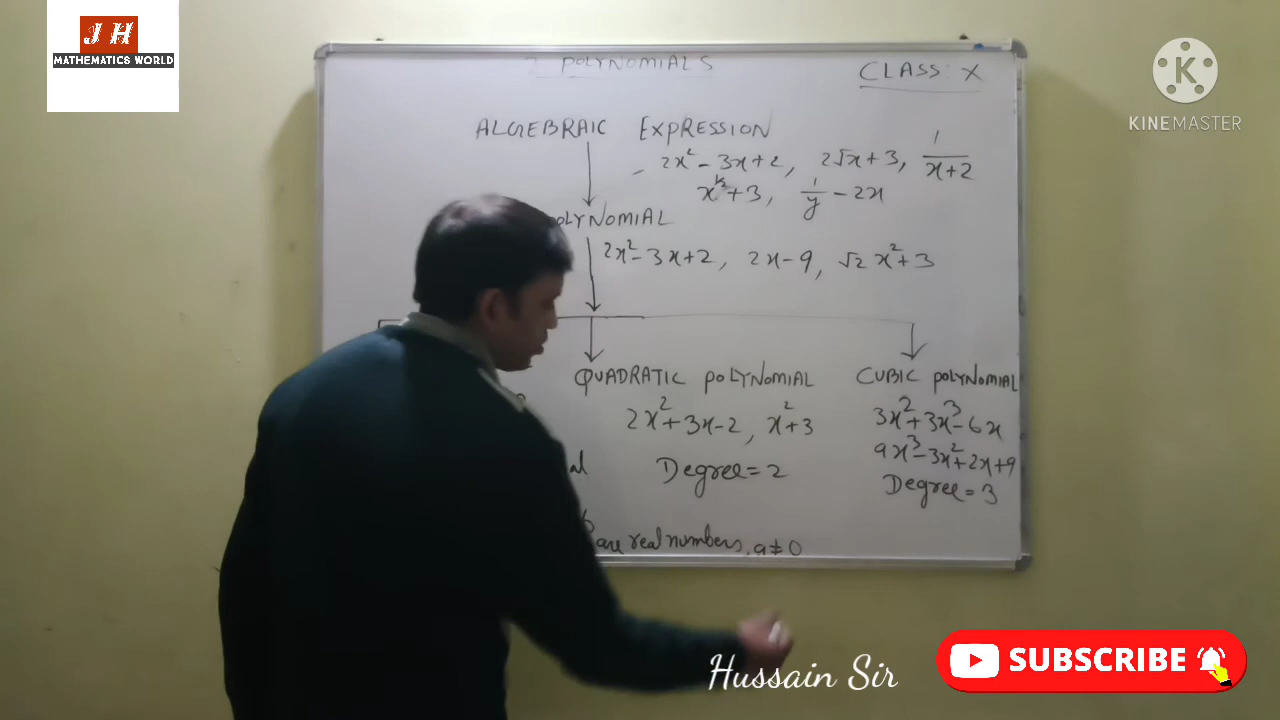 J H
MATHEMATICS WORLD
K
KINEMASTER
2 POLYNOMIALS
CLASS: X
ALGEBRAIC EXPRESSION
2x² - 3x + 2, 2√x + 3, 1/(x+2)
+ 3, 1/y - 2x
POLYNOMIAL
2x² - 3x + 2, 2x - 9, √2 x² + 3
QUADRATIC POLYNOMIAL
2x² + 3x - 2, x² + 3
Degree = 2
CUBIC POLYNOMIAL
3x² + 3x³ - 6x
9x³ - 3x² + 2x + 9
Degree = 3
al
b
are real numbers, a ≠ 0
Hussain Sir
SUBSCRIBE